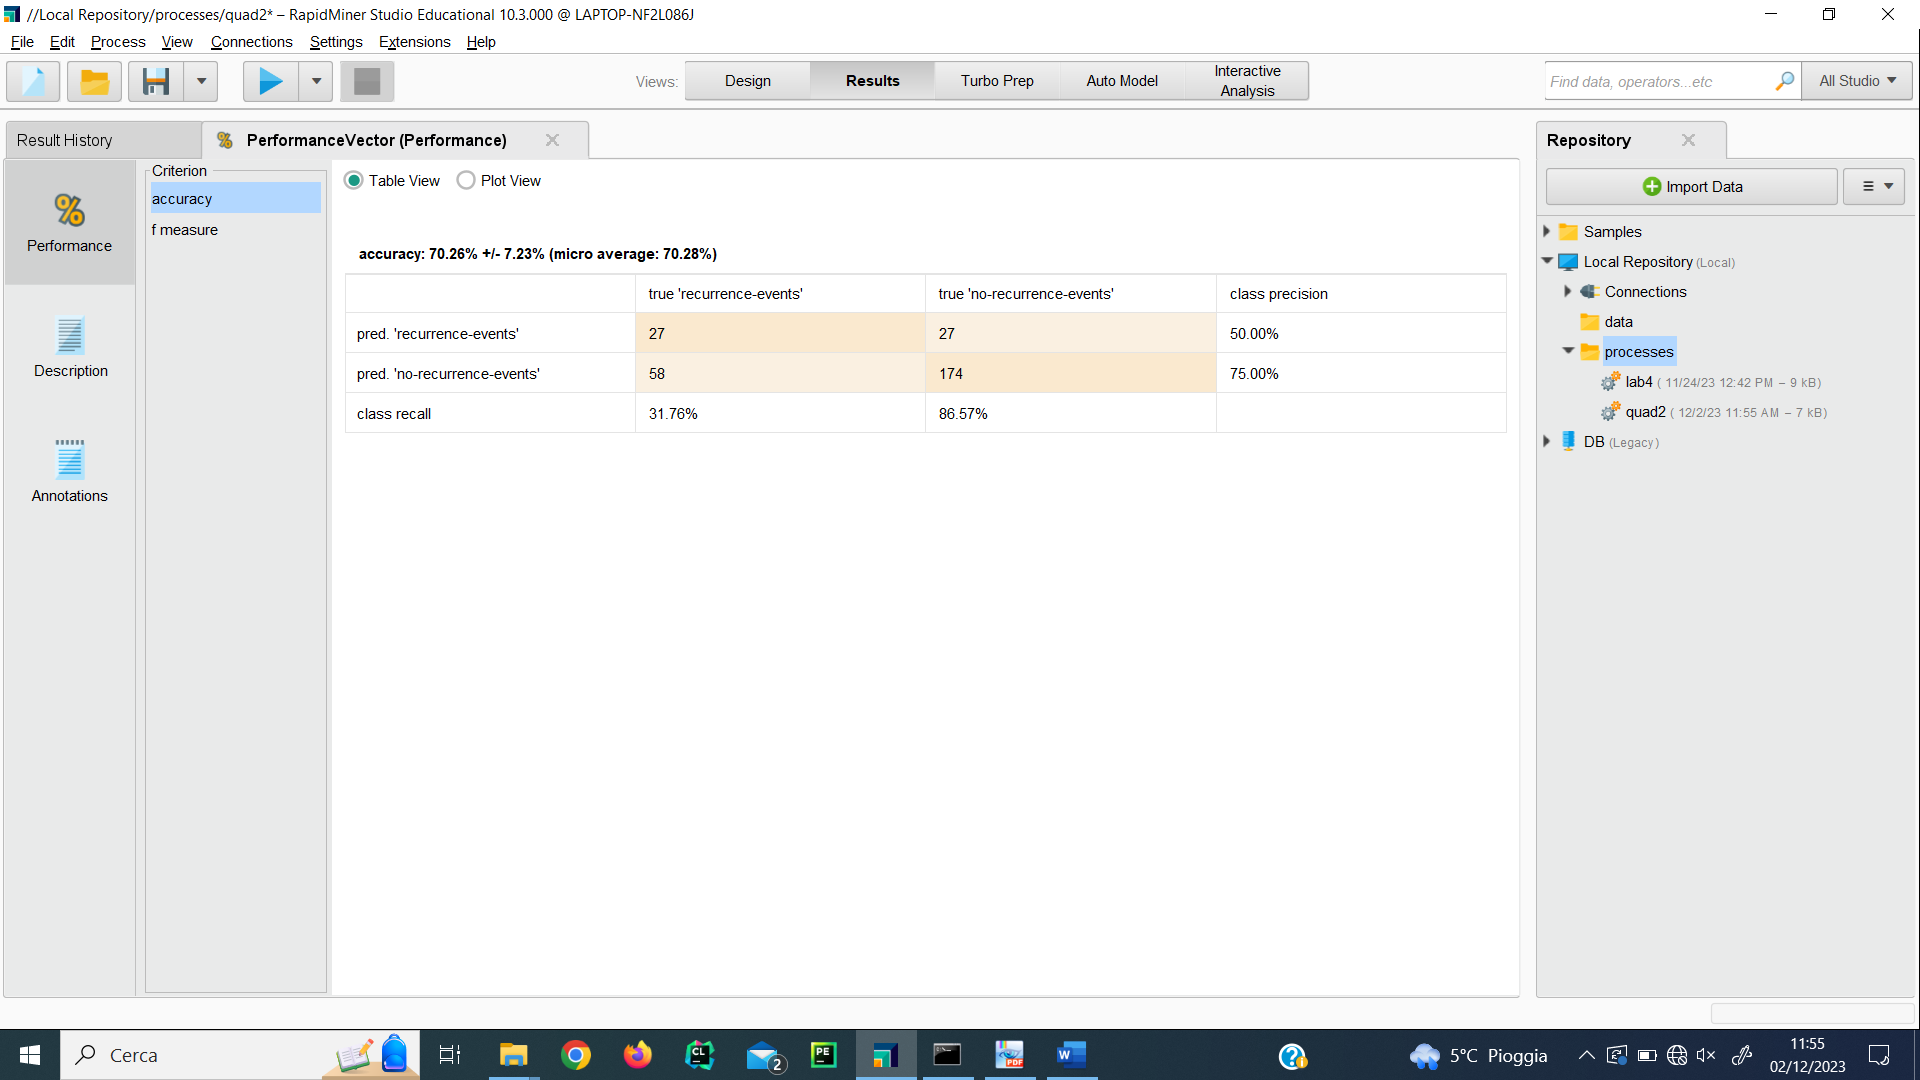 //Local Repository/processes/quad2* – RapidMiner Studio Educational 10.3.000 @ LAPTOP-NF2L086J
File Edit Process View Connections Settings Extensions Help
Views: Design Results Turbo Prep Auto Model Interactive Analysis
Find data, operators...etc All Studio
Result History
PerformanceVector (Performance)
Repository
Performance
Description
Annotations
Criterion
accuracy
f measure
Table View Plot View
accuracy: 70.26% +/- 7.23% (micro average: 70.28%)
true 'recurrence-events' true 'no-recurrence-events' class precision
pred. 'recurrence-events' 27 27 50.00%
pred. 'no-recurrence-events' 58 174 75.00%
class recall 31.76% 86.57%
Import Data
Samples
Local Repository (Local)
Connections
data
processes
lab4 ( 11/24/23 12:42 PM – 9 kB)
quad2 ( 12/2/23 11:55 AM – 7 kB)
DB (Legacy)
Cerca
CL
2
PE
PDF
W
5°C Pioggia
11:55
02/12/2023